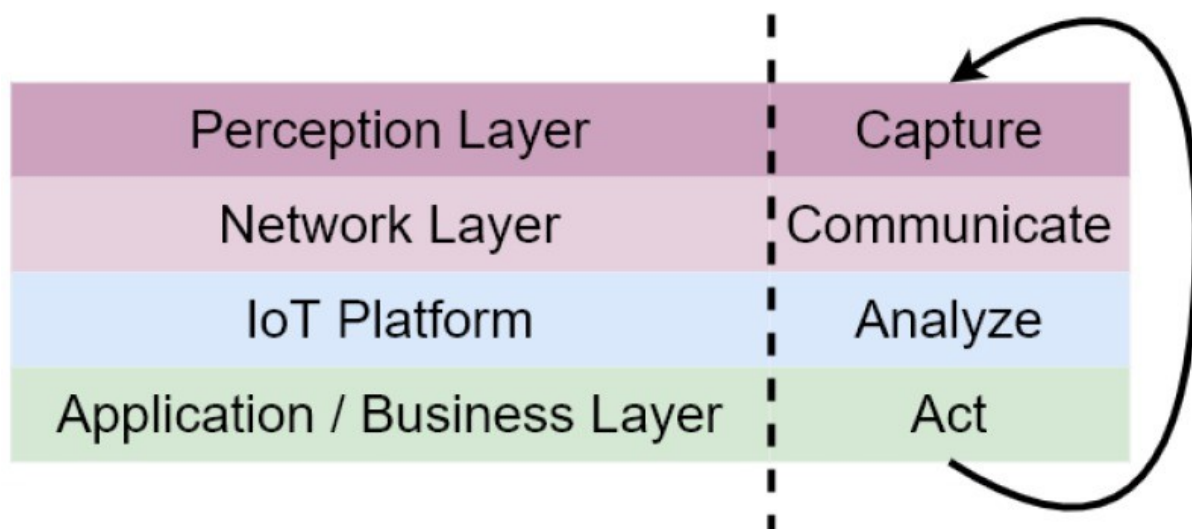 Perception Layer Capture
Network Layer Communicate
IoT Platform Analyze
Application / Business Layer Act